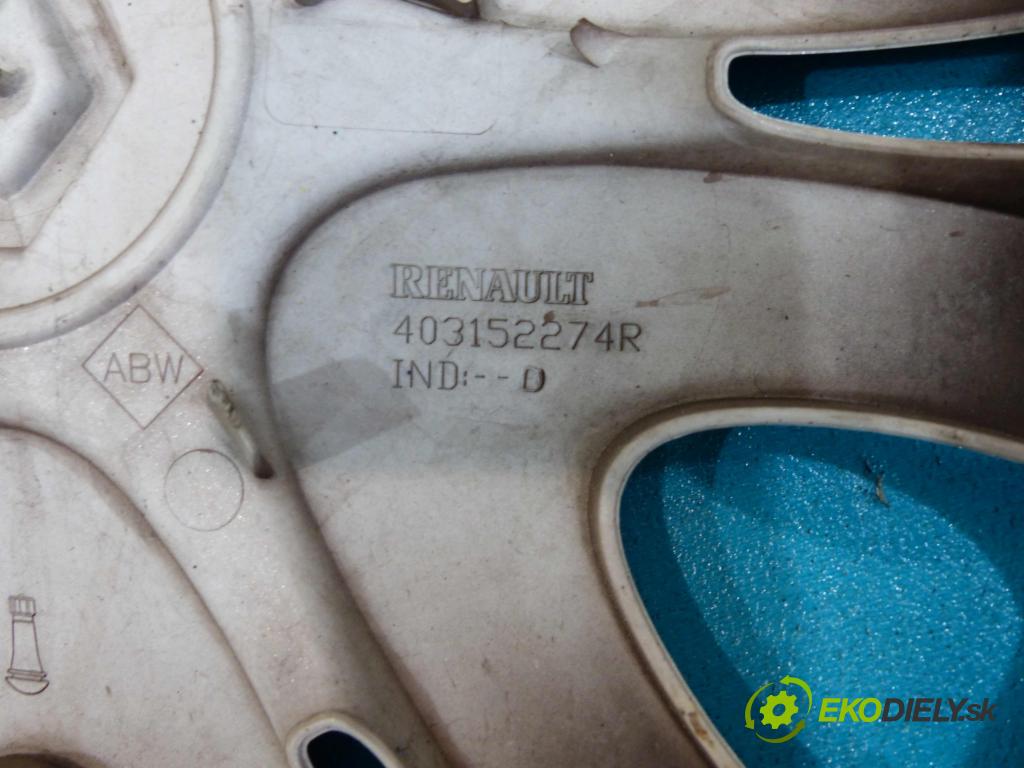 RENAULT
403152274R
IND:-- D
ABW
EKODIELY.sk